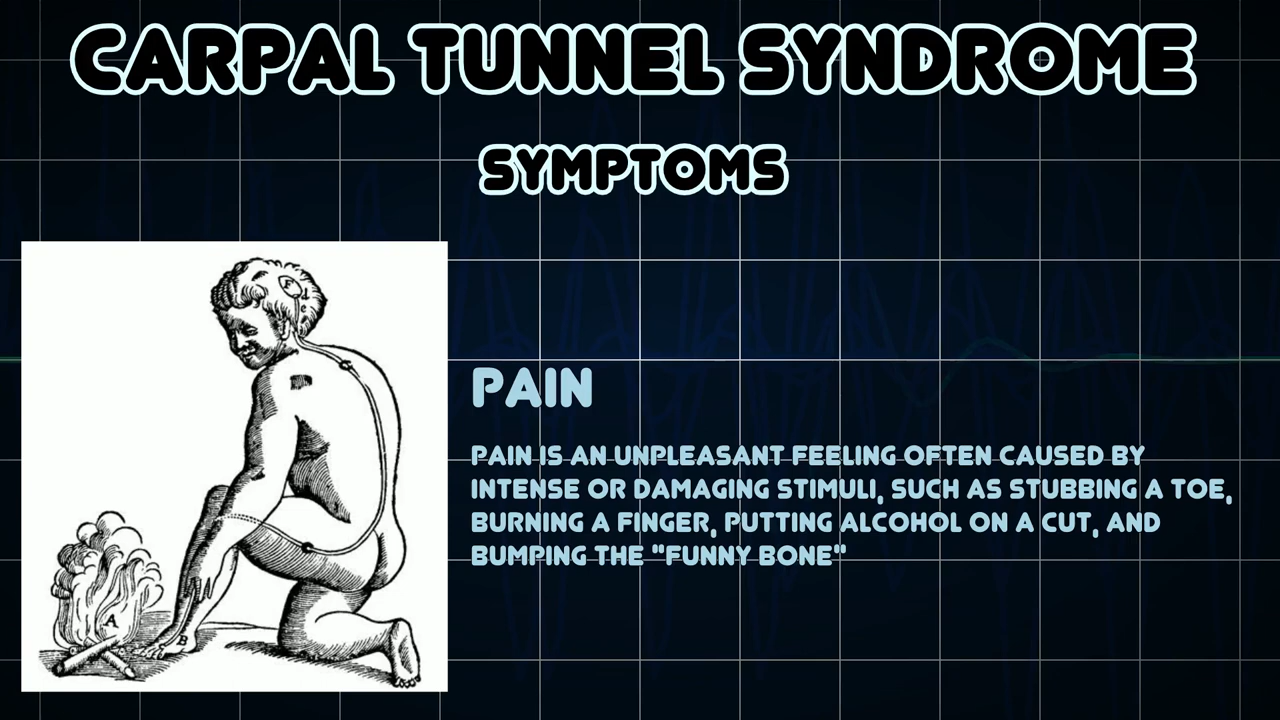 CARPAL TUNNEL SYNDROME
SYMPTOMS
PAIN
PAIN IS AN UNPLEASANT FEELING OFTEN CAUSED BY
INTENSE OR DAMAGING STIMULI, SUCH AS STUBBING A TOE,
BURNING A FINGER, PUTTING ALCOHOL ON A CUT, AND
BUMPING THE "FUNNY BONE"
A
B